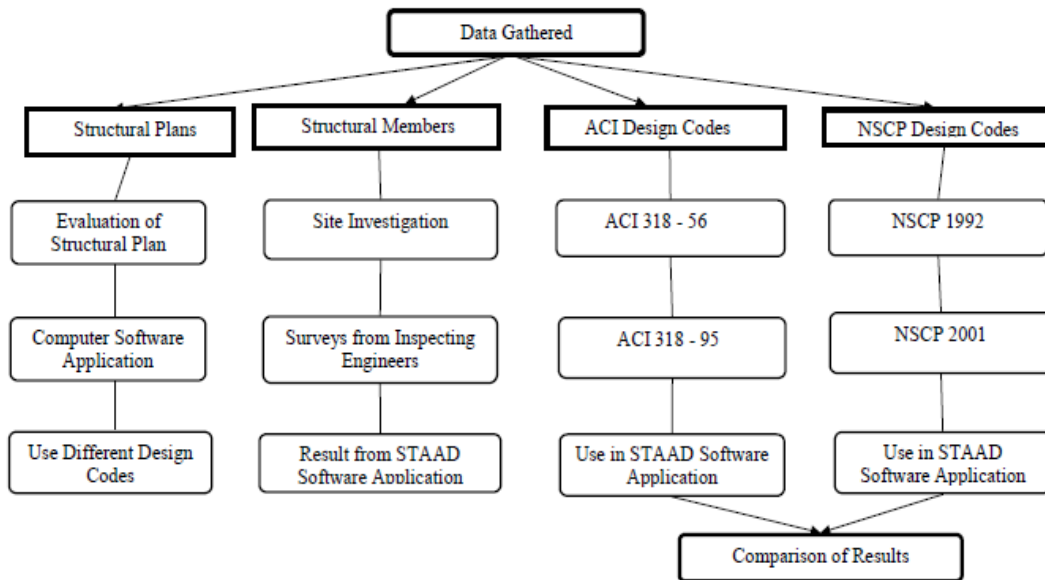 Data Gathered
Structural Plans
Structural Members
ACI Design Codes
NSCP Design Codes
Evaluation of
Structural Plan
Site Investigation
ACI 318 - 56
NSCP 1992
Computer Software
Application
Surveys from Inspecting
Engineers
ACI 318 - 95
NSCP 2001
Use Different Design
Codes
Result from STAAD
Software Application
Use in STAAD Software
Application
Use in STAAD
Software Application
Comparison of Results